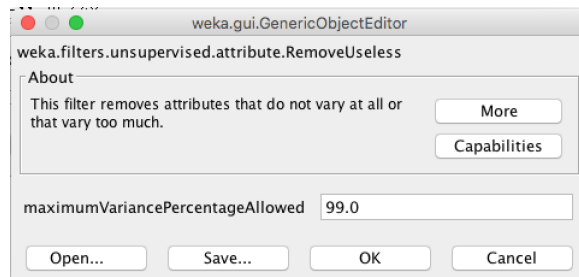 weka.gui.GenericObjectEditor
weka.filters.unsupervised.attribute.RemoveUseless
About
This filter removes attributes that do not vary at all or
that vary too much.
More
Capabilities
maximumVariancePercentageAllowed 99.0
Open... Save... OK Cancel